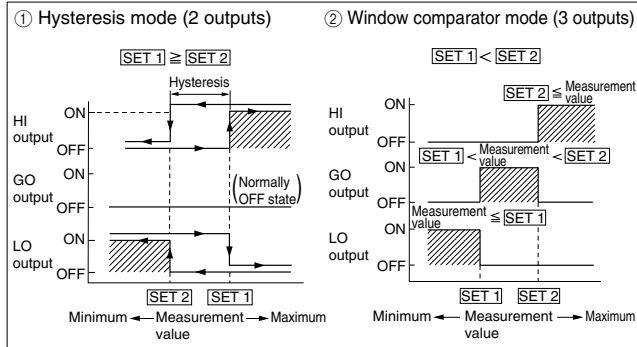 ① Hysteresis mode (2 outputs)
SET 1 ≧ SET 2
Hysteresis
HI output
ON
OFF
GO output
ON
OFF
(Normally OFF state)
LO output
ON
OFF
SET 2
SET 1
Minimum ← Measurement value → Maximum
② Window comparator mode (3 outputs)
SET 1 < SET 2
SET 2 ≦ Measurement value
HI output
ON
OFF
SET 1 < Measurement value < SET 2
GO output
ON
OFF
Measurement value ≦ SET 1
LO output
ON
OFF
SET 1
SET 2
Minimum ← Measurement value → Maximum